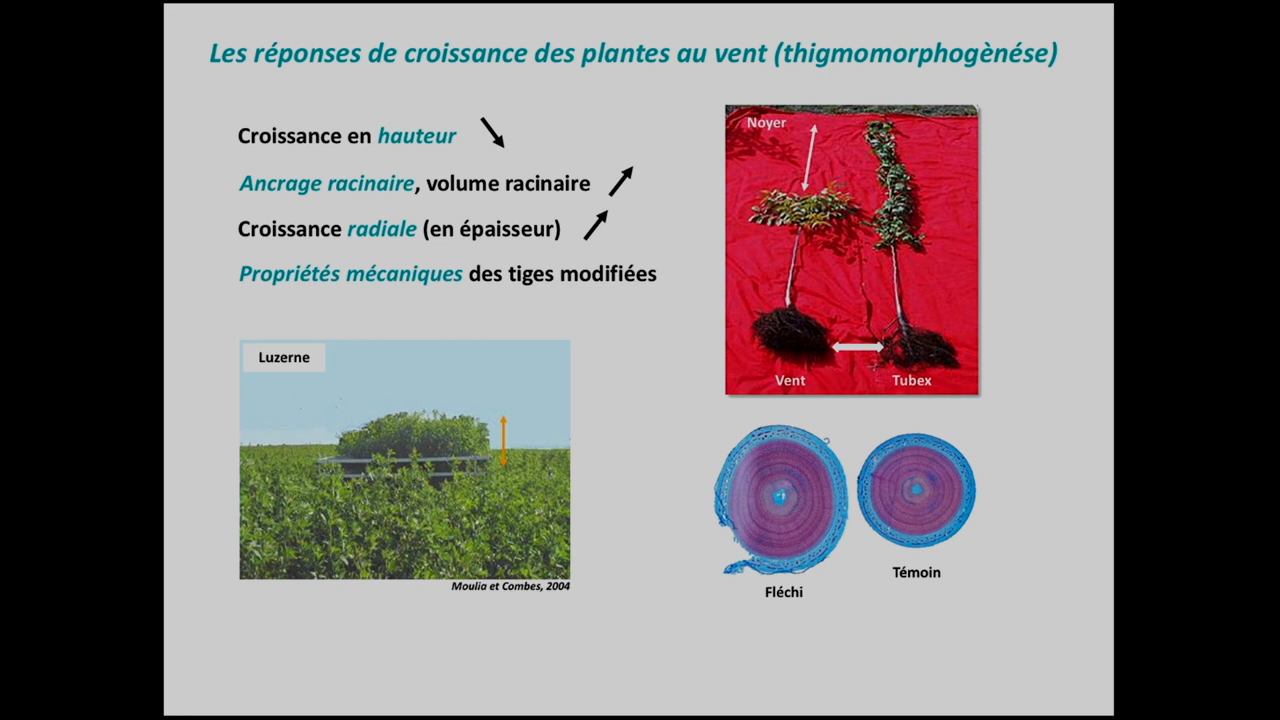 Les réponses de croissance des plantes au vent (thigmomorphogènése)
Croissance en hauteur
Ancrage racinaire, volume racinaire
Croissance radiale (en épaisseur)
Propriétés mécaniques des tiges modifiées
Noyer
Vent
Tubex
Luzerne
Moulia et Combes, 2004
Fléchi
Témoin